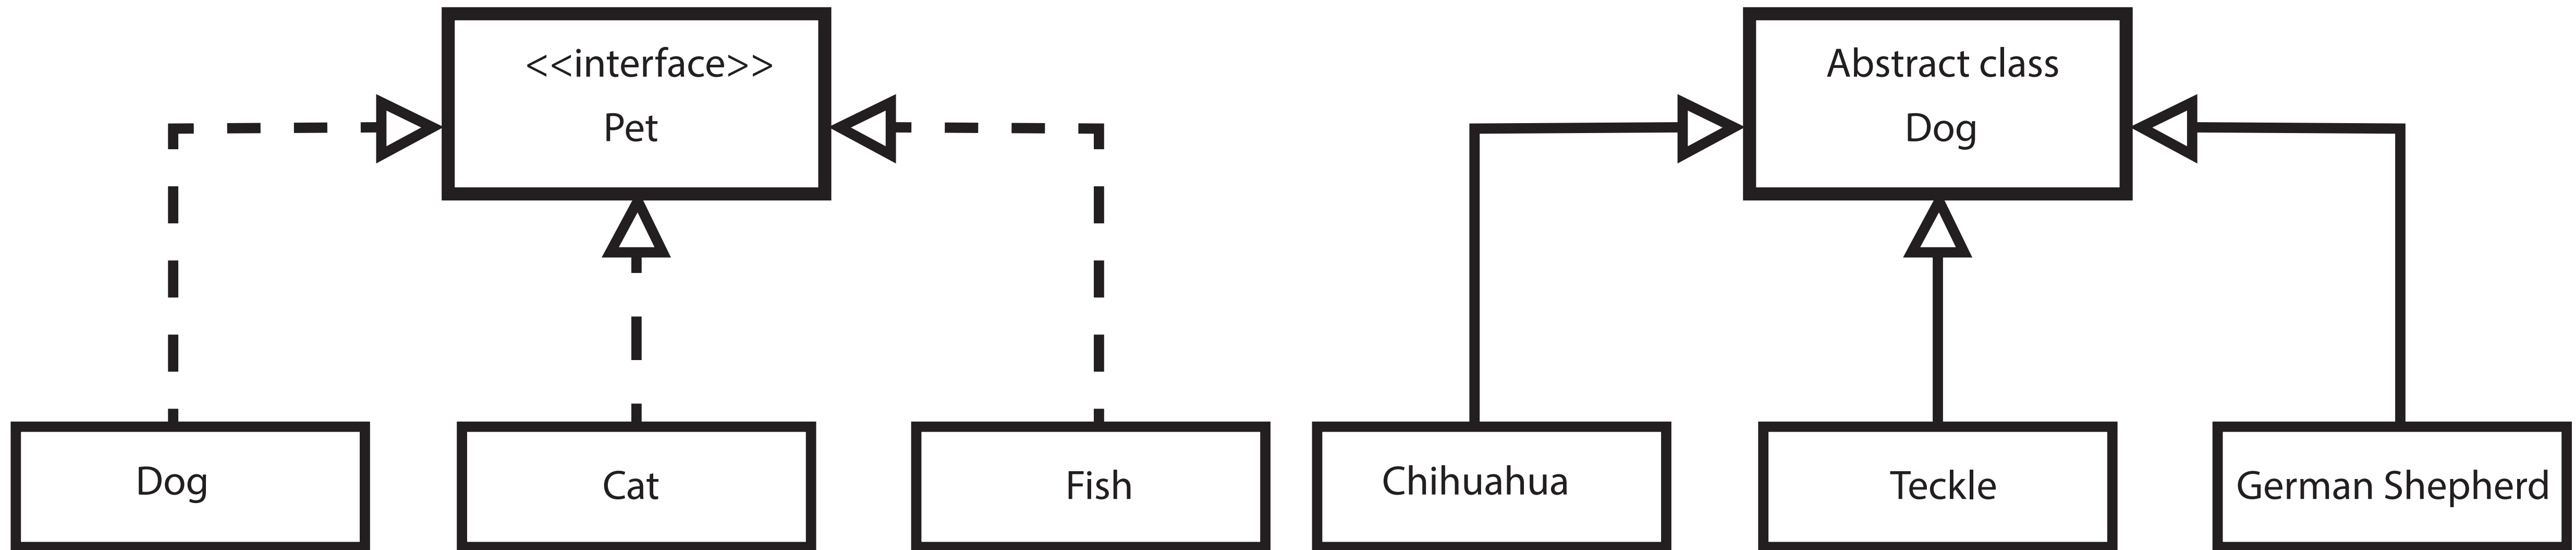 <<interface>>
Pet
Abstract class
Dog
Dog
Cat
Fish
Chihuahua
Teckle
German Shepherd